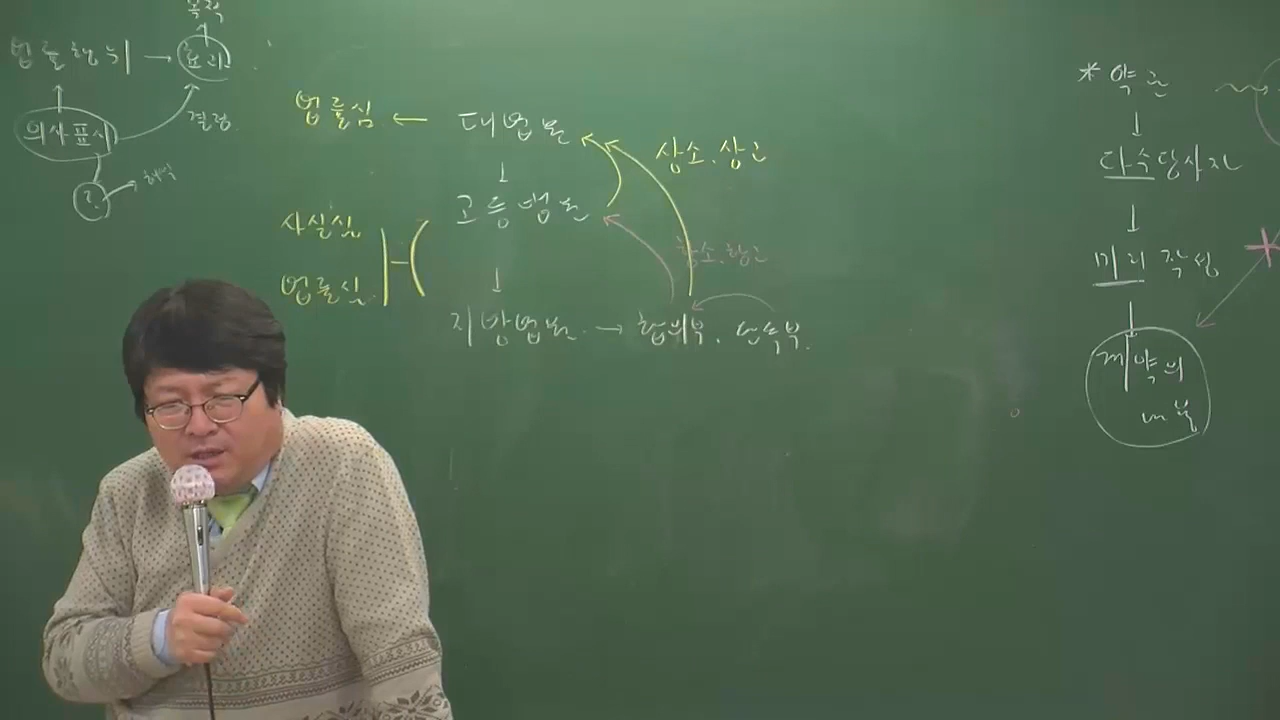 목적
법률행위 → 효과
의사표시
결정
?
→ 해석
법률심 ← 대법원
상소.상고
고등법원
사실심
법률심
항소.항고
지방법원 → 합의부. 단독부.
* 약관
↓
다수당사자
↓
미리 작성
↓
계약의
내용